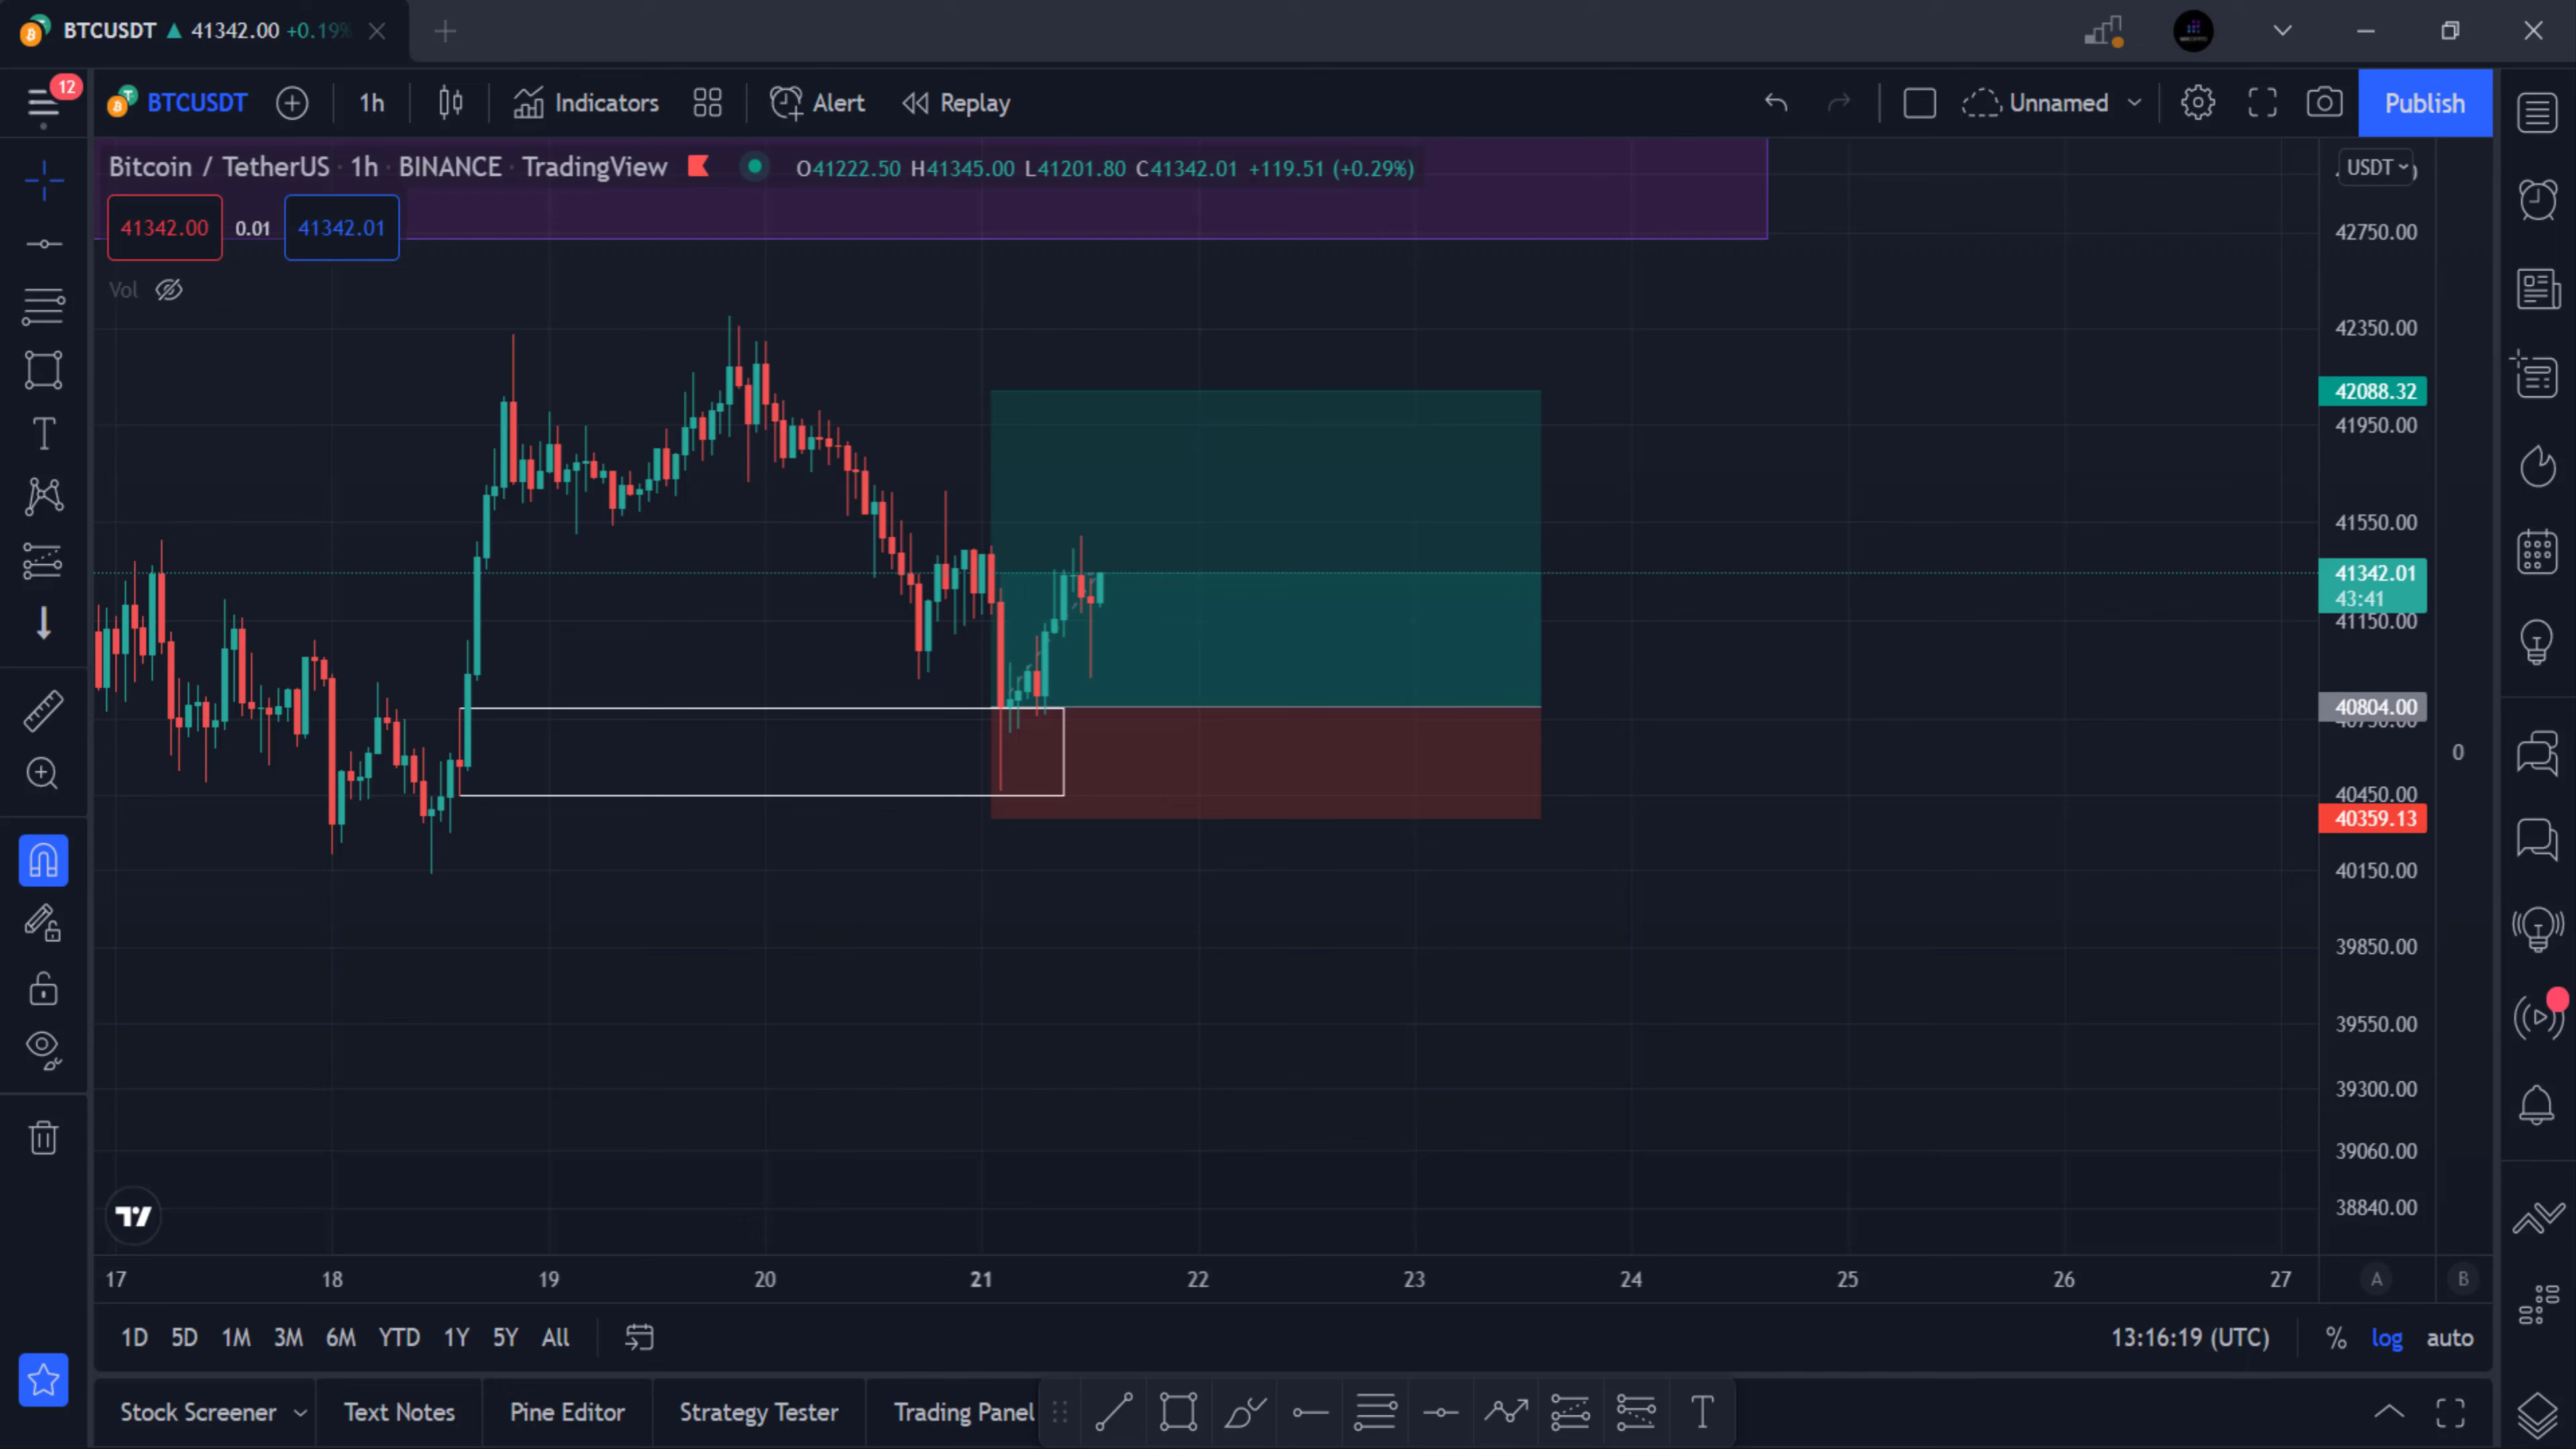 BTCUSDT ▲ 41342.00 +0.19%
12
BTCUSDT 1h Indicators Alert Replay Unnamed Publish
Bitcoin / TetherUS · 1h · BINANCE · TradingView O41222.50 H41345.00 L41201.80 C41342.01 +119.51 (+0.29%)
USDT
41342.00 0.01 41342.01
Vol
42750.00
42350.00
42088.32
41950.00
41550.00
41342.01
43:41
41150.00
40804.00
0
40450.00
40359.13
40150.00
39850.00
39550.00
39300.00
39060.00
38840.00
17 18 19 20 21 22 23 24 25 26 27 A B
1D 5D 1M 3M 6M YTD 1Y 5Y All 13:16:19 (UTC) % log auto
Stock Screener Text Notes Pine Editor Strategy Tester Trading Panel